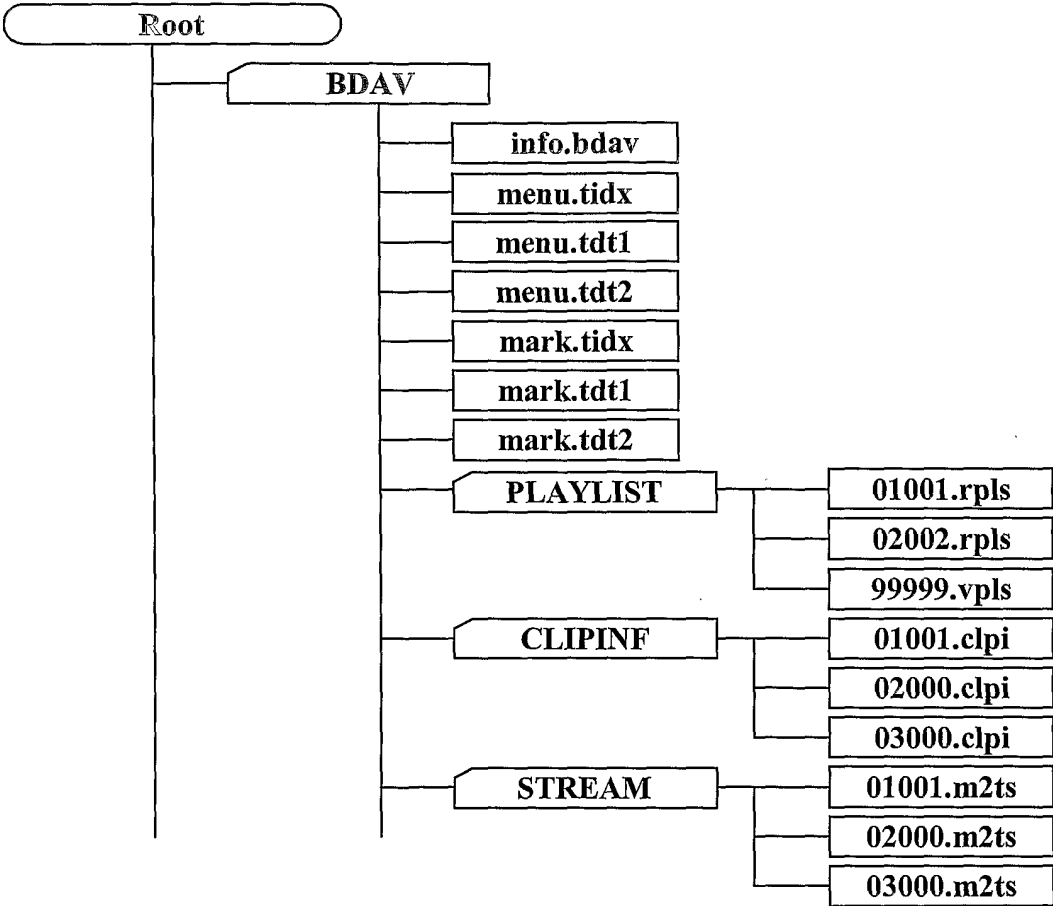 Root
BDAV
info.bdav
menu.tidx
menu.tdt1
menu.tdt2
mark.tidx
mark.tdt1
mark.tdt2
PLAYLIST
01001.rpls
02002.rpls
99999.vpls
CLIPINF
01001.clpi
02000.clpi
03000.clpi
STREAM
01001.m2ts
02000.m2ts
03000.m2ts